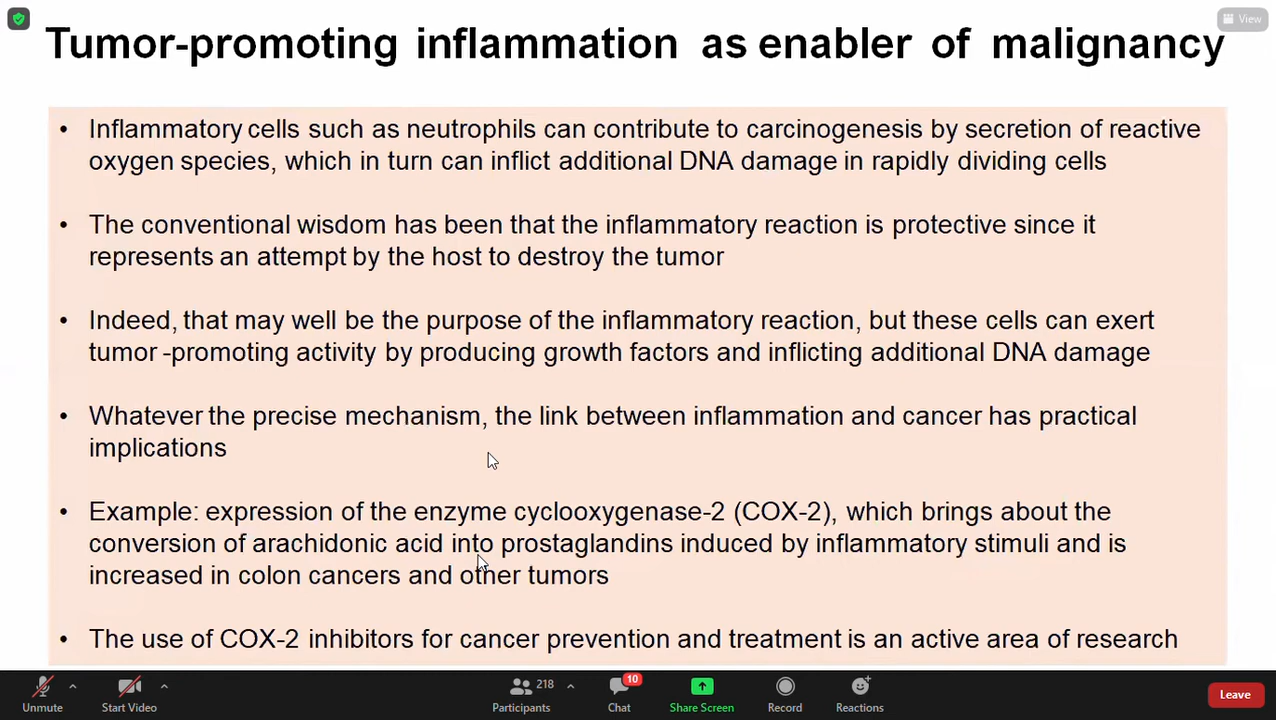 View
Tumor-promoting inflammation as enabler of malignancy
• Inflammatory cells such as neutrophils can contribute to carcinogenesis by secretion of reactive
oxygen species, which in turn can inflict additional DNA damage in rapidly dividing cells
• The conventional wisdom has been that the inflammatory reaction is protective since it
represents an attempt by the host to destroy the tumor
• Indeed, that may well be the purpose of the inflammatory reaction, but these cells can exert
tumor -promoting activity by producing growth factors and inflicting additional DNA damage
• Whatever the precise mechanism, the link between inflammation and cancer has practical
implications
• Example: expression of the enzyme cyclooxygenase-2 (COX-2), which brings about the
conversion of arachidonic acid into prostaglandins induced by inflammatory stimuli and is
increased in colon cancers and other tumors
• The use of COX-2 inhibitors for cancer prevention and treatment is an active area of research
Unmute
Start Video
218
Participants
10
Chat
Share Screen
Record
Reactions
Leave